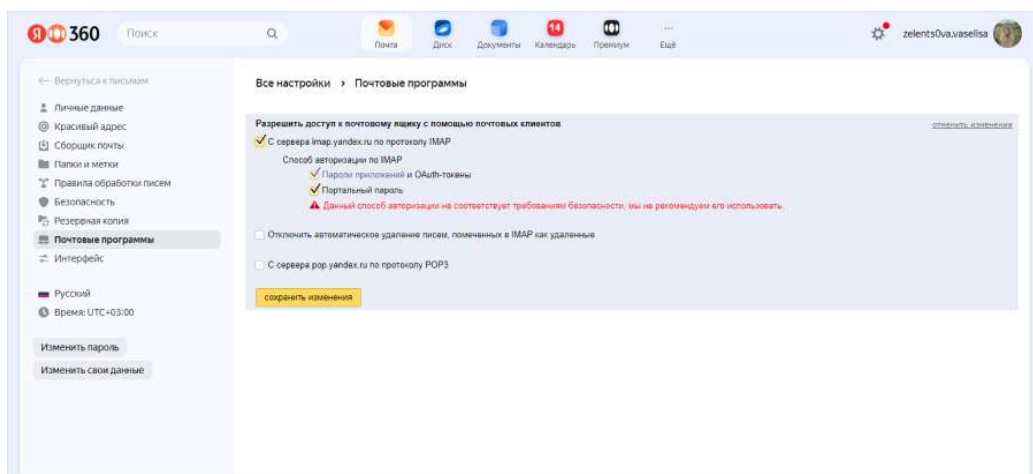 Я 360
Поиск
Почта
Диск
Документы
14
Календарь
Премиум
Ещё
zelents0va.vaselisa
← Вернуться к письмам
Личные данные
Красивый адрес
Сборщик почты
Папки и метки
Правила обработки писем
Безопасность
Резервная копия
Почтовые программы
Интерфейс
Русский
Время: UTC+03:00
Изменить пароль
Изменить свои данные
Все настройки › Почтовые программы
Разрешить доступ к почтовому ящику с помощью почтовых клиентов
отменить изменения
С сервера imap.yandex.ru по протоколу IMAP
Способ авторизации по IMAP
Пароли приложений и OAuth-токены
Портальный пароль
Данный способ авторизации не соответствует требованиям безопасности, мы не рекомендуем его использовать.
Отключить автоматическое удаление писем, помеченных в IMAP как удаленные
С сервера pop.yandex.ru по протоколу POP3
сохранить изменения